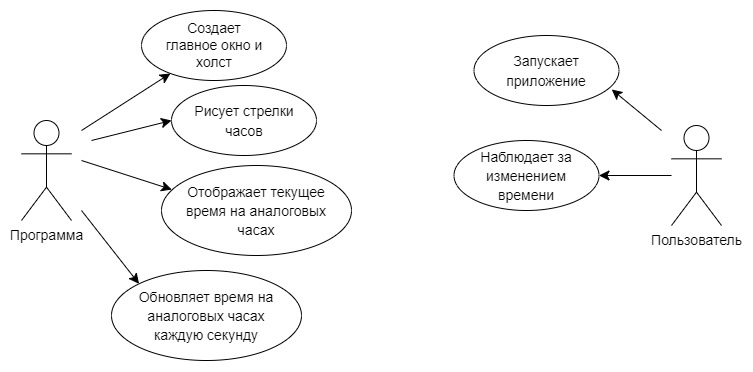 Создает
главное окно и
холст
Рисует стрелки
часов
Отображает текущее
время на аналоговых
часах
Обновляет время на
аналоговых часах
каждую секунду
Программа
Запускает
приложение
Наблюдает за
изменением
времени
Пользователь